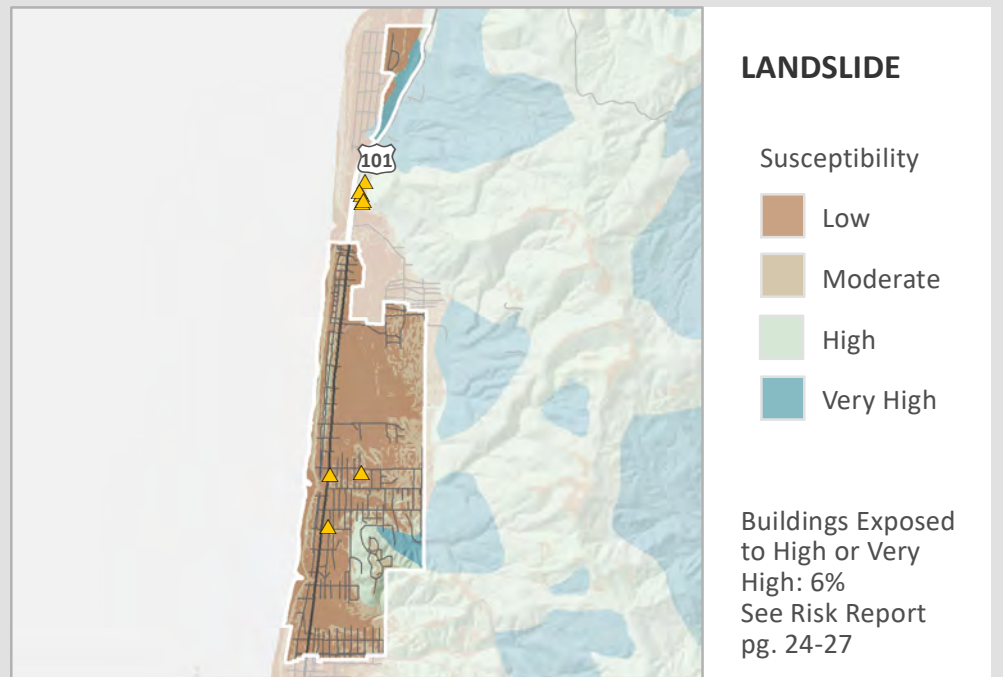 101
LANDSLIDE
Susceptibility
Low
Moderate
High
Very High
Buildings Exposed
to High or Very
High: 6%
See Risk Report
pg. 24-27